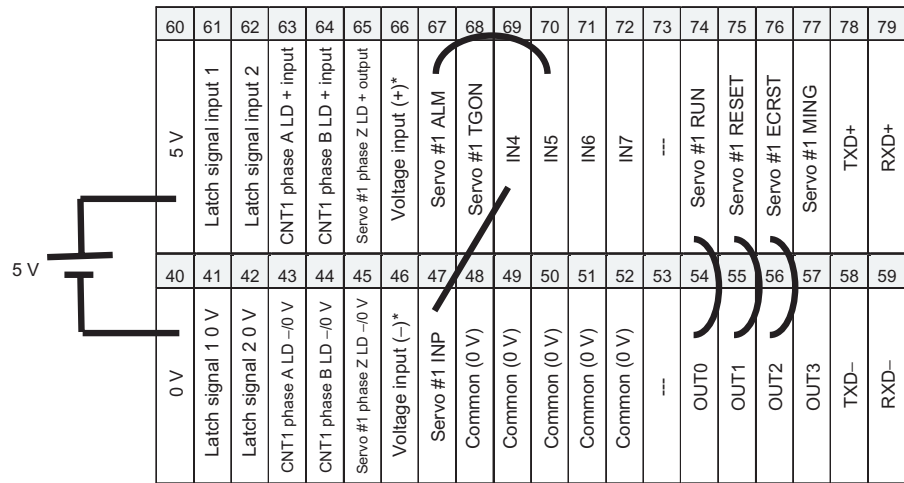 60 61 62 63 64 65 66 67 68 69 70 71 72 73 74 75 76 77 78 79
5 V
Latch signal input 1
Latch signal input 2
CNT1 phase A LD + input
CNT1 phase B LD + input
Servo #1 phase Z LD + output
Voltage input (+)*
Servo #1 ALM
Servo #1 TGON
IN4
IN5
IN6
IN7
---
Servo #1 RUN
Servo #1 RESET
Servo #1 ECRST
Servo #1 MING
TXD+
RXD+
5 V
40 41 42 43 44 45 46 47 48 49 50 51 52 53 54 55 56 57 58 59
0 V
Latch signal 1 0 V
Latch signal 2 0 V
CNT1 phase A LD –/0 V
CNT1 phase B LD –/0 V
Servo #1 phase Z LD –/0 V
Voltage input (–)*
Servo #1 INP
Common (0 V)
Common (0 V)
Common (0 V)
Common (0 V)
Common (0 V)
---
OUT0
OUT1
OUT2
OUT3
TXD–
RXD–